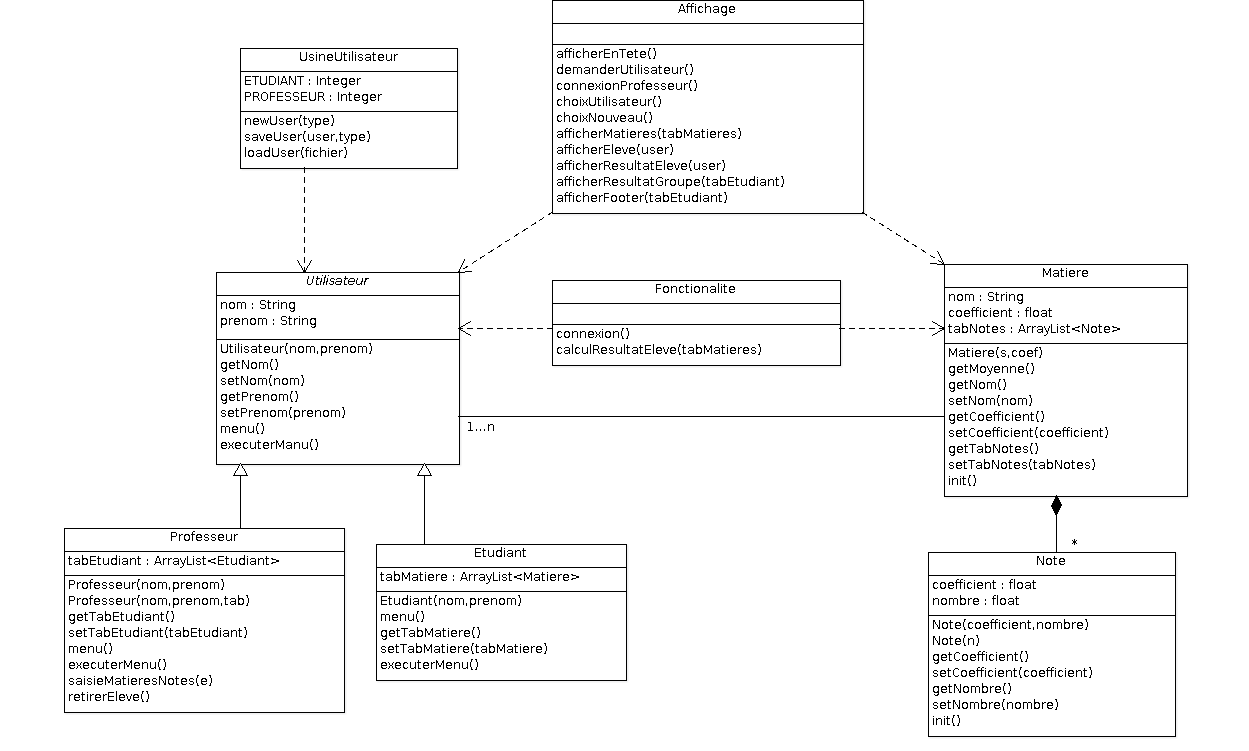 Affichage
afficherEnTete()
demanderUtilisateur()
connexionProfesseur()
choixUtilisateur()
choixNouveau()
afficherMatieres(tabMatieres)
afficherEleve(user)
afficherResultatEleve(user)
afficherResultatGroupe(tabEtudiant)
afficherFooter(tabEtudiant)
UsineUtilisateur
ETUDIANT : Integer
PROFESSEUR : Integer
newUser(type)
saveUser(user,type)
loadUser(fichier)
Utilisateur
nom : String
prenom : String
Utilisateur(nom,prenom)
getNom()
setNom(nom)
getPrenom()
setPrenom(prenom)
menu()
executerManu()
Fonctionalite
connexion()
calculResultatEleve(tabMatieres)
1...n
Matiere
nom : String
coefficient : float
tabNotes : ArrayList<Note>
Matiere(s,coef)
getMoyenne()
getNom()
setNom(nom)
getCoefficient()
setCoefficient(coefficient)
getTabNotes()
setTabNotes(tabNotes)
init()
Professeur
tabEtudiant : ArrayList<Etudiant>
Professeur(nom,prenom)
Professeur(nom,prenom,tab)
getTabEtudiant()
setTabEtudiant(tabEtudiant)
menu()
executerMenu()
saisieMatieresNotes(e)
retirerEleve()
Etudiant
tabMatiere : ArrayList<Matiere>
Etudiant(nom,prenom)
menu()
getTabMatiere()
setTabMatiere(tabMatiere)
executerMenu()
*
Note
coefficient : float
nombre : float
Note(coefficient,nombre)
Note(n)
getCoefficient()
setCoefficient(coefficient)
getNombre()
setNombre(nombre)
init()